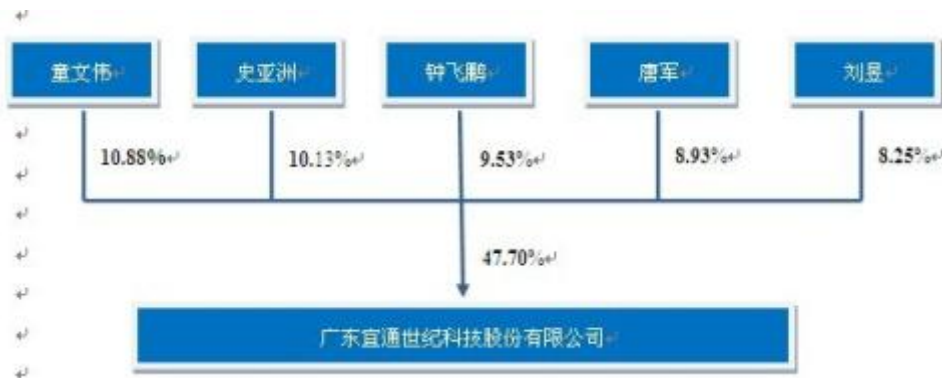 童文伟
史亚洲
钟飞鹏
唐军
刘昱
10.88%
10.13%
9.53%
8.93%
8.25%
47.70%
广东宜通世纪科技股份有限公司